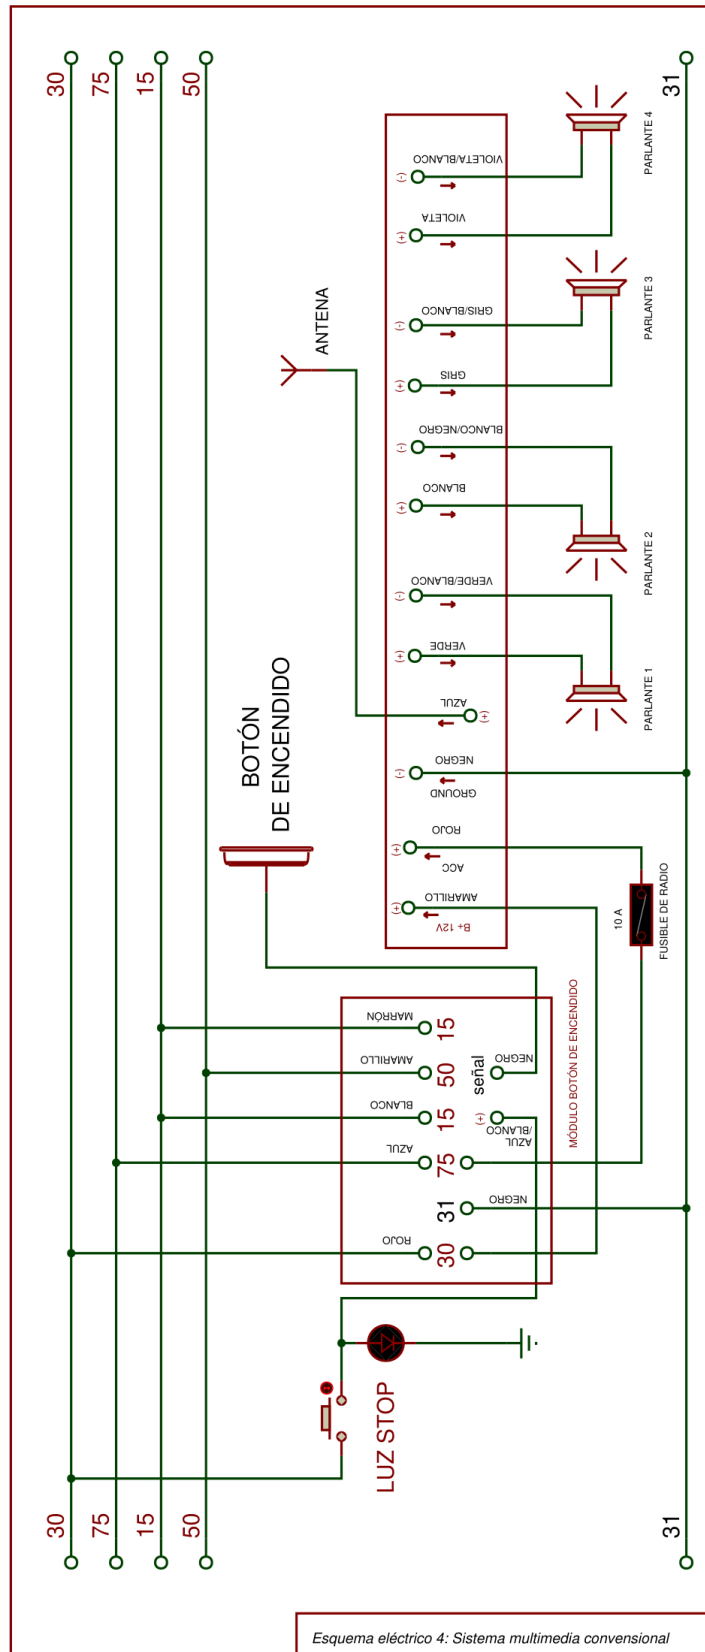 30
75
15
50
31
PARLANTE 4
VIOLETA/BLANCO
(-)
VIOLETA
(+)
PARLANTE 3
GRIS/BLANCO
(-)
GRIS
(+)
ANTENA
BLANCO/NEGRO
(-)
BLANCO
(+)
PARLANTE 2
VERDE/BLANCO
(-)
VERDE
(+)
PARLANTE 1
AZUL
(+)
BOTÓN
DE ENCENDIDO
NEGRO
(-)
GROUND
ROJO
(+)
ACC
AMARILLO
(+)
B+ 12V
10 A
FUSIBLE DE RADIO
MARRÓN
15
AMARILLO
50
señal
NEGRO
BLANCO
15
(+)
AZUL
/BLANCO
AZUL
75
31
NEGRO
ROJO
30
MÓDULO BOTÓN DE ENCENDIDO
LUZ STOP
30
75
15
50
31
Esquema eléctrico 4: Sistema multimedia convensional